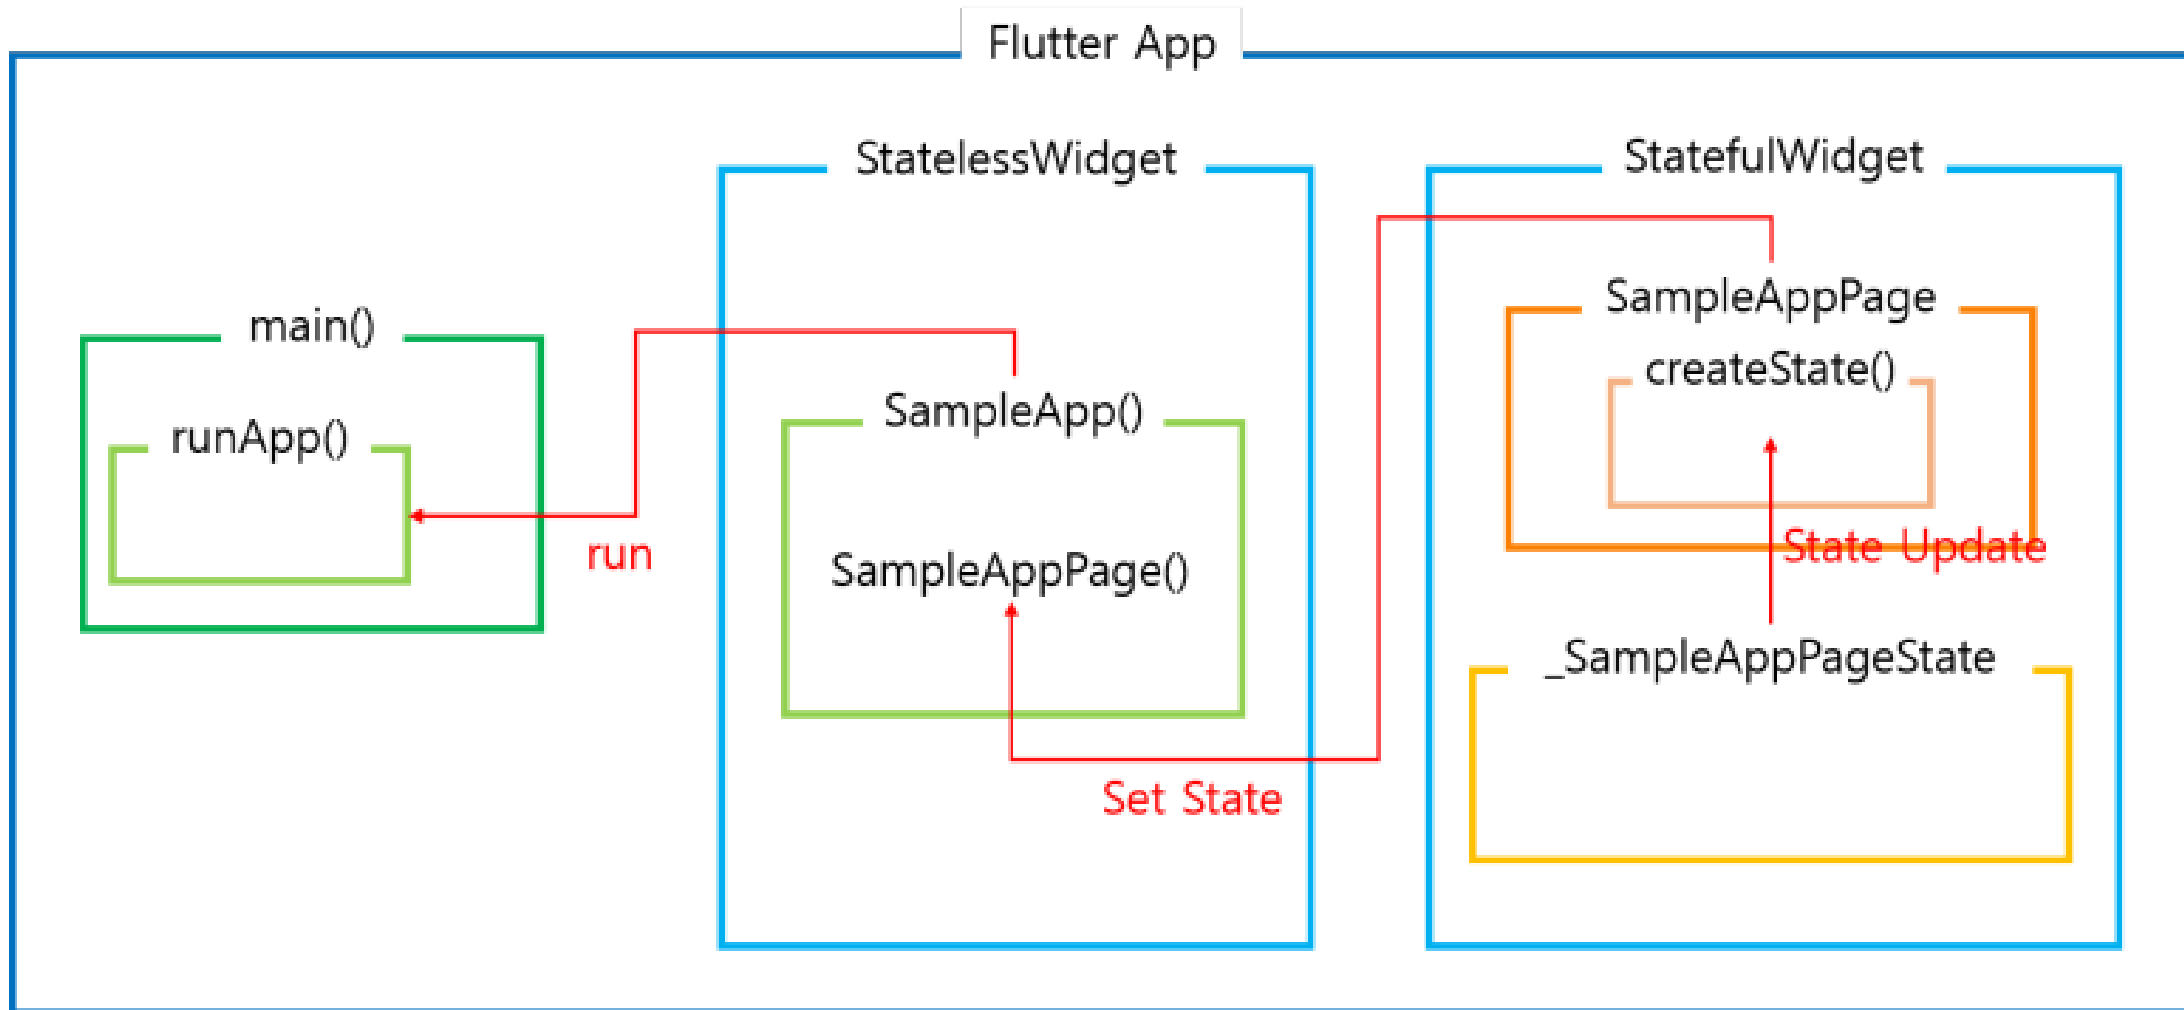 Flutter App
main()
runApp()
run
StatelessWidget
SampleApp()
SampleAppPage()
Set State
StatefulWidget
SampleAppPage
createState()
State Update
_SampleAppPageState